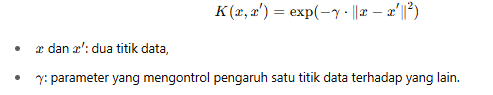 K(x, x′) = exp(−γ · ‖x − x′‖²)
• x dan x′: dua titik data,
• γ: parameter yang mengontrol pengaruh satu titik data terhadap yang lain.